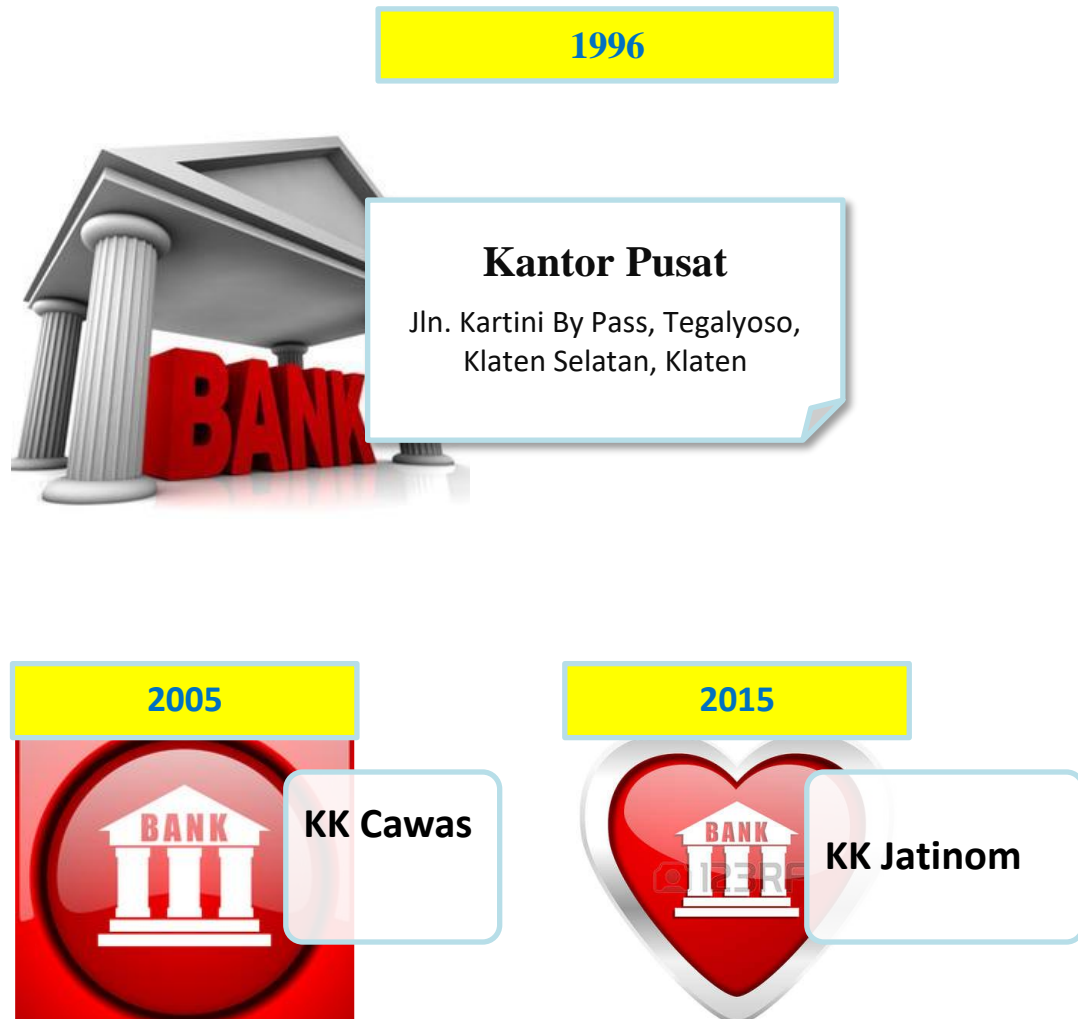 1996
BANK
Kantor Pusat
Jln. Kartini By Pass, Tegalyoso,
Klaten Selatan, Klaten
2005
2015
BANK
KK Cawas
BANK
123RF
KK Jatinom